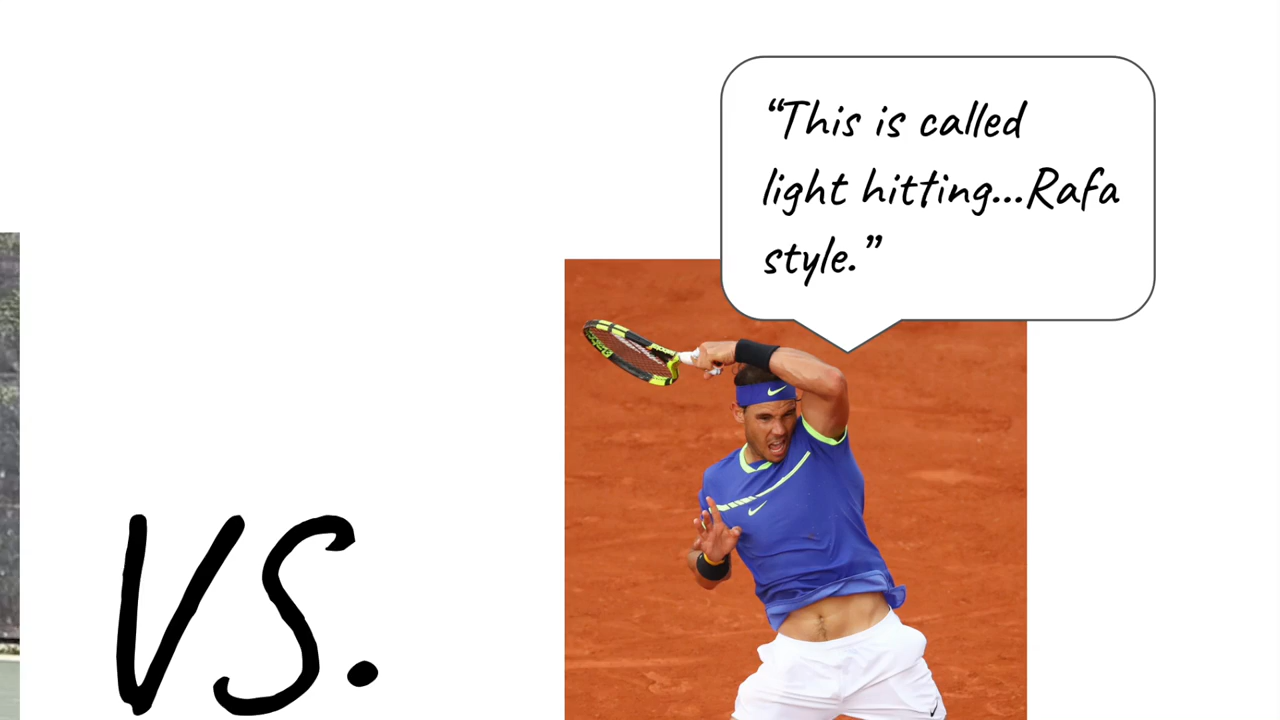 “This is called
light hitting...Rafa
style.”
VS.